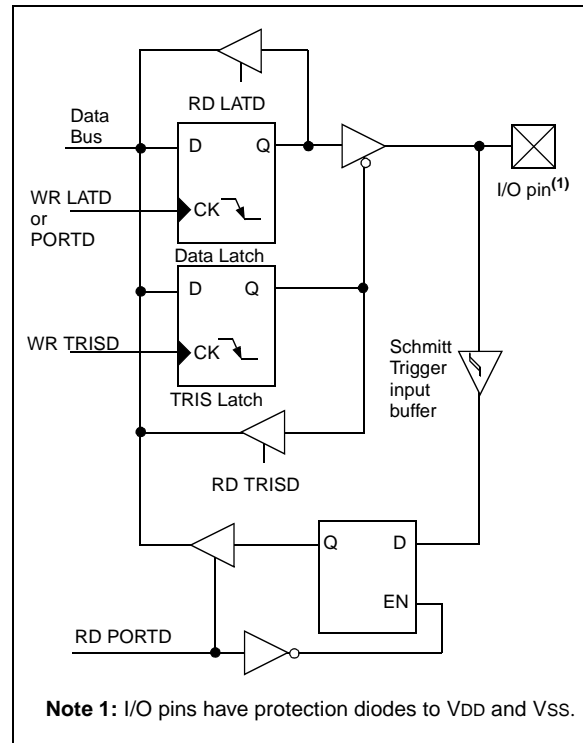 RD LATD
Data
Bus
D Q
I/O pin(1)
WR LATD
or
PORTD
CK
Data Latch
D Q
WR TRISD
CK
Schmitt
Trigger
input
buffer
TRIS Latch
RD TRISD
Q D
EN
RD PORTD
Note 1: I/O pins have protection diodes to VDD and VSS.